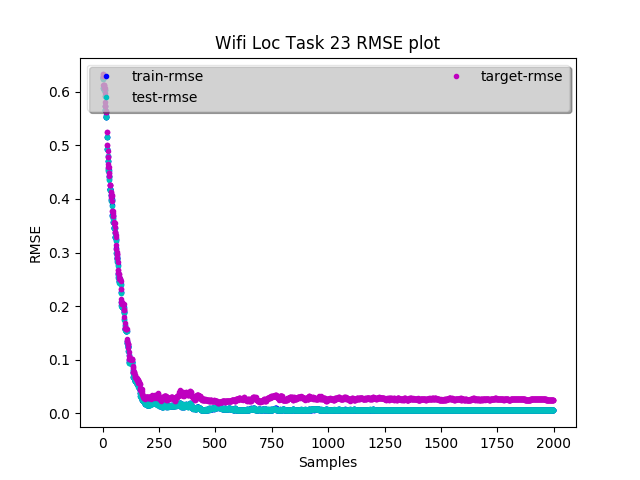 Wifi Loc Task 23 RMSE plot
train-rmse
test-rmse
target-rmse
RMSE
0.6
0.5
0.4
0.3
0.2
0.1
0.0
0 250 500 750 1000 1250 1500 1750 2000
Samples